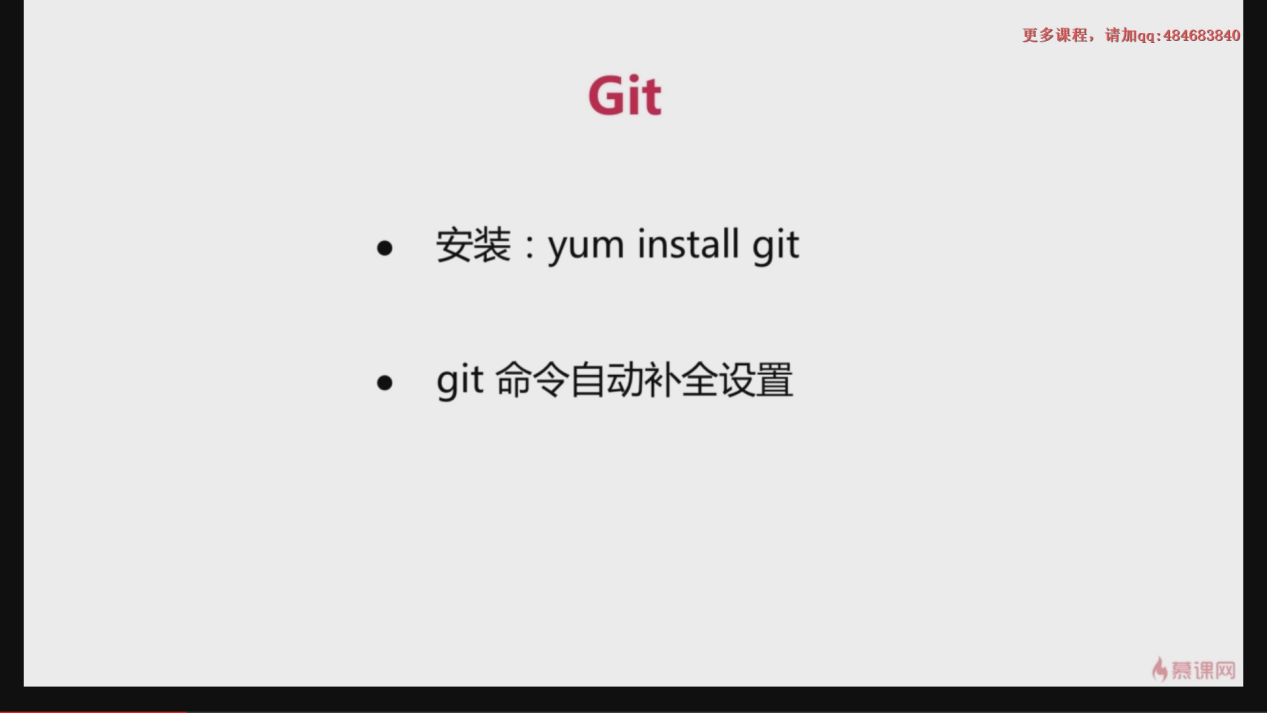 更多课程，请加qq:484683840
Git
● 安装：yum install git
● git 命令自动补全设置
慕课网